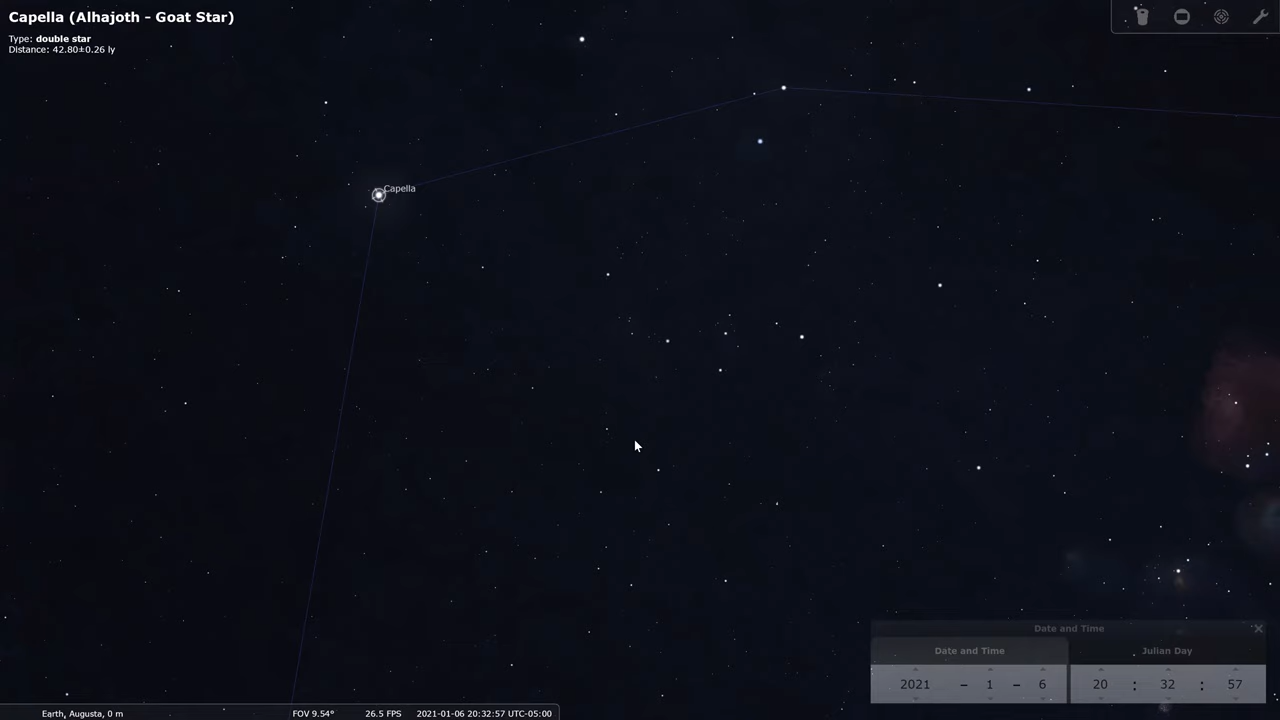 Capella (Alhajoth - Goat Star)
Type: double star
Distance: 42.80±0.26 ly
Capella
Date and Time
Date and Time Julian Day
2021 - 1 - 6 20 : 32 : 57
Earth, Augusta, 0 m FOV 9.54° 26.5 FPS 2021-01-06 20:32:57 UTC-05:00